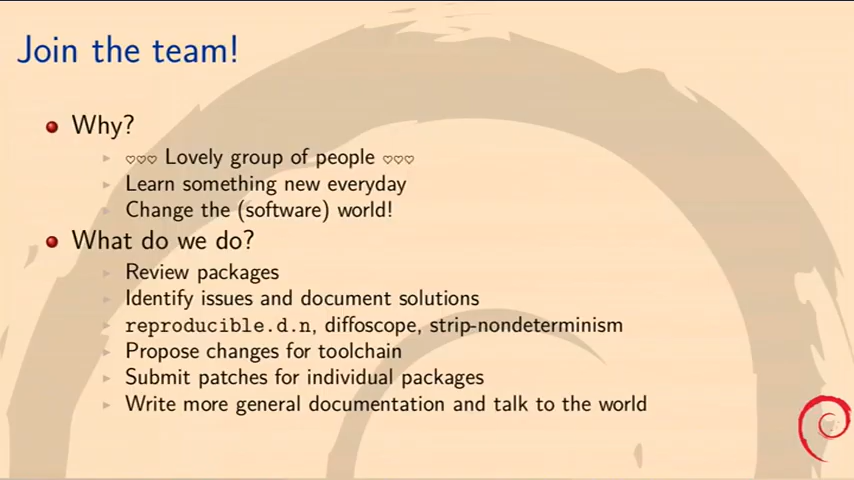 Join the team!
Why?
♡♡♡ Lovely group of people ♡♡♡
Learn something new everyday
Change the (software) world!
What do we do?
Review packages
Identify issues and document solutions
reproducible.d.n, diffoscope, strip-nondeterminism
Propose changes for toolchain
Submit patches for individual packages
Write more general documentation and talk to the world